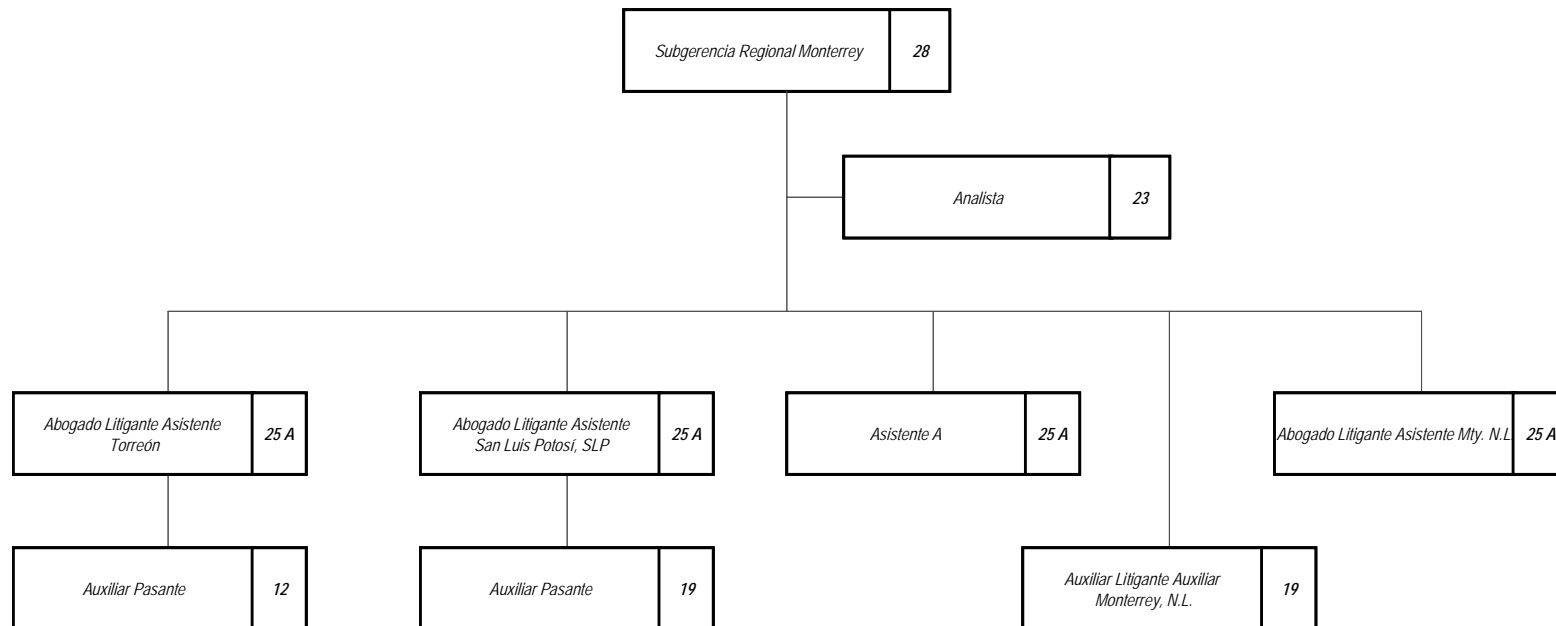 Subgerencia Regional Monterrey
28
Analista
23
Abogado Litigante Asistente
Torreón
25 A
Abogado Litigante Asistente
San Luis Potosí, SLP
25 A
Asistente A
25 A
Abogado Litigante Asistente Mty. N.L
25 A
Auxiliar Pasante
12
Auxiliar Pasante
19
Auxiliar Litigante Auxiliar
Monterrey, N.L.
19